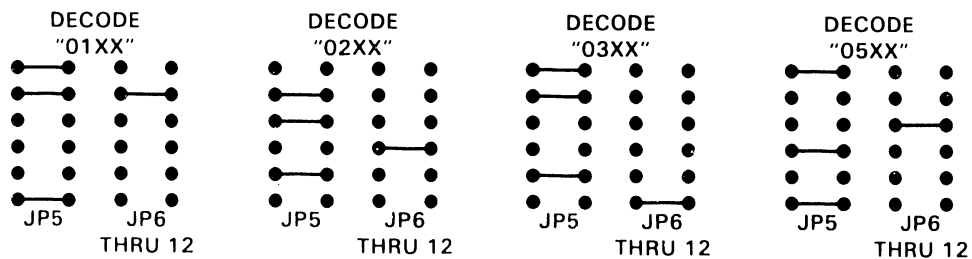 DECODE
"01XX"
JP5 JP6
THRU 12
DECODE
"02XX"
JP5 JP6
THRU 12
DECODE
"03XX"
JP5 JP6
THRU 12
DECODE
"05XX"
JP5 JP6
THRU 12